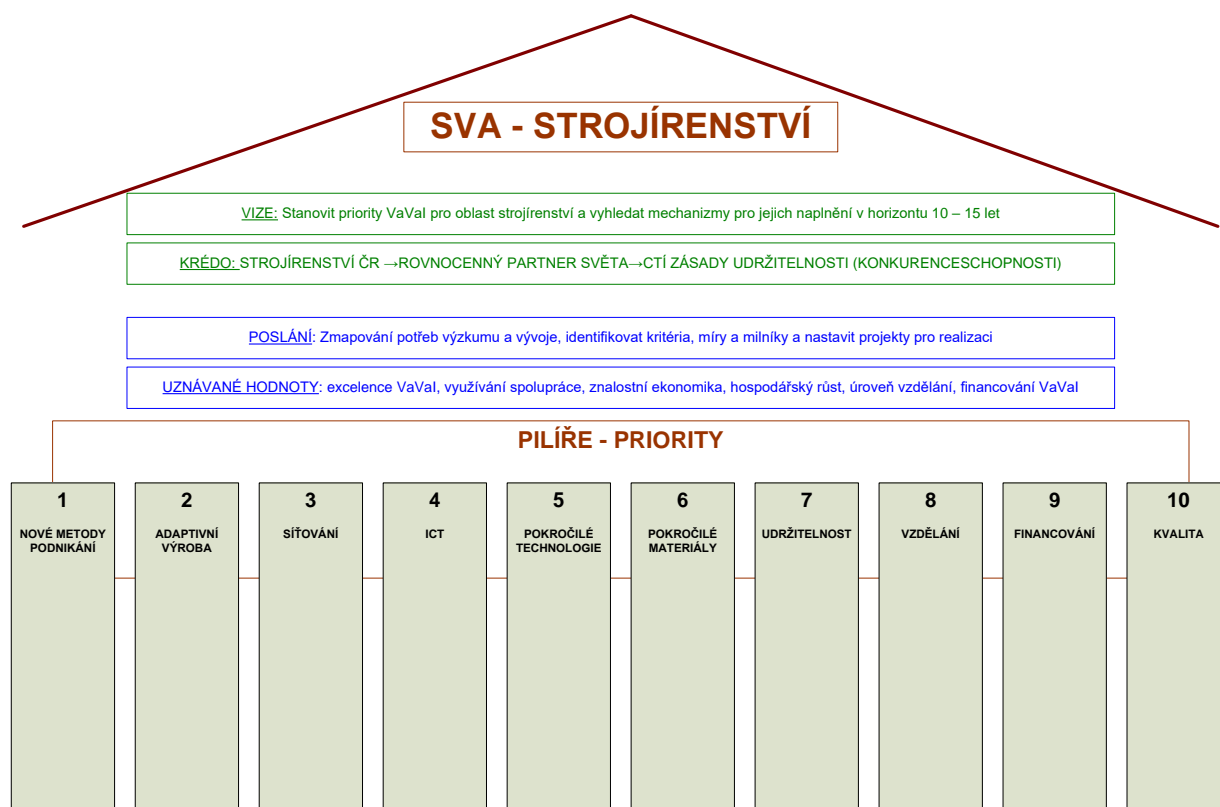 SVA - STROJÍRENSTVÍ
VIZE: Stanovit priority VaVaI pro oblast strojírenství a vyhledat mechanizmy pro jejich naplnění v horizontu 10 – 15 let
KRÉDO: STROJÍRENSTVÍ ČR →ROVNOCENNÝ PARTNER SVĚTA→CTÍ ZÁSADY UDRŽITELNOSTI (KONKURENCESCHOPNOSTI)
POSLÁNÍ: Zmapování potřeb výzkumu a vývoje, identifikovat kritéria, míry a milníky a nastavit projekty pro realizaci
UZNÁVANÉ HODNOTY: excelence VaVaI, využívání spolupráce, znalostní ekonomika, hospodářský růst, úroveň vzdělání, financování VaVaI
PILÍŘE - PRIORITY
1
NOVÉ METODY
PODNIKÁNÍ
2
ADAPTIVNÍ
VÝROBA
3
SÍŤOVÁNÍ
4
ICT
5
POKROČILÉ
TECHNOLOGIE
6
POKROČILÉ
MATERIÁLY
7
UDRŽITELNOST
8
VZDĚLÁNÍ
9
FINANCOVÁNÍ
10
KVALITA